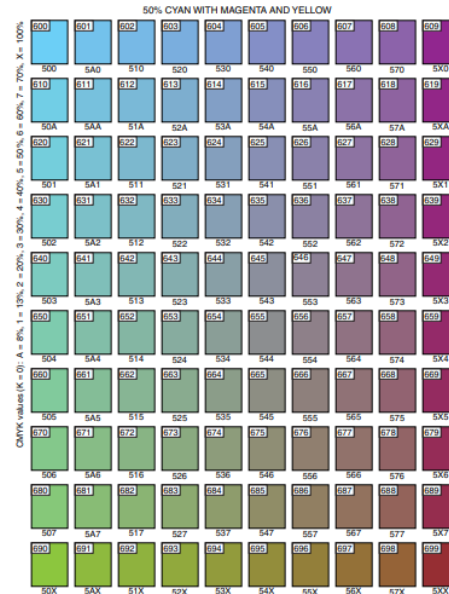 50% CYAN WITH MAGENTA AND YELLOW
CMYK values (K = 0): A = 8%, 1 = 13%, 2 = 20%, 3 = 30%, 4 = 40%, 5 = 50%, 6 = 60%, 7 = 70%, X = 100%
600 601 602 603 604 605 606 607 608 609
500 5A0 510 520 530 540 550 560 570 5X0
610 611 612 613 614 615 616 617 618 619
50A 5AA 51A 52A 53A 54A 55A 56A 57A 5XA
620 621 622 623 624 625 626 627 628 629
501 5A1 511 521 531 541 551 561 571 5X1
630 631 632 633 634 635 636 637 638 639
502 5A2 512 522 532 542 552 562 572 5X2
640 641 642 643 644 645 646 647 648 649
503 5A3 513 523 533 543 553 563 573 5X3
650 651 652 653 654 655 656 657 658 659
504 5A4 514 524 534 544 554 564 574 5X4
660 661 662 663 664 665 666 667 668 669
505 5A5 515 525 535 545 555 565 575 5X5
670 671 672 673 674 675 676 677 678 679
506 5A6 516 526 536 546 556 566 576 5X6
680 681 682 683 684 685 686 687 688 689
507 5A7 517 527 537 547 557 567 577 5X7
690 691 692 693 694 695 696 697 698 699
50X 5AX 51X 52X 53X 54X 55X 56X 57X 5XX